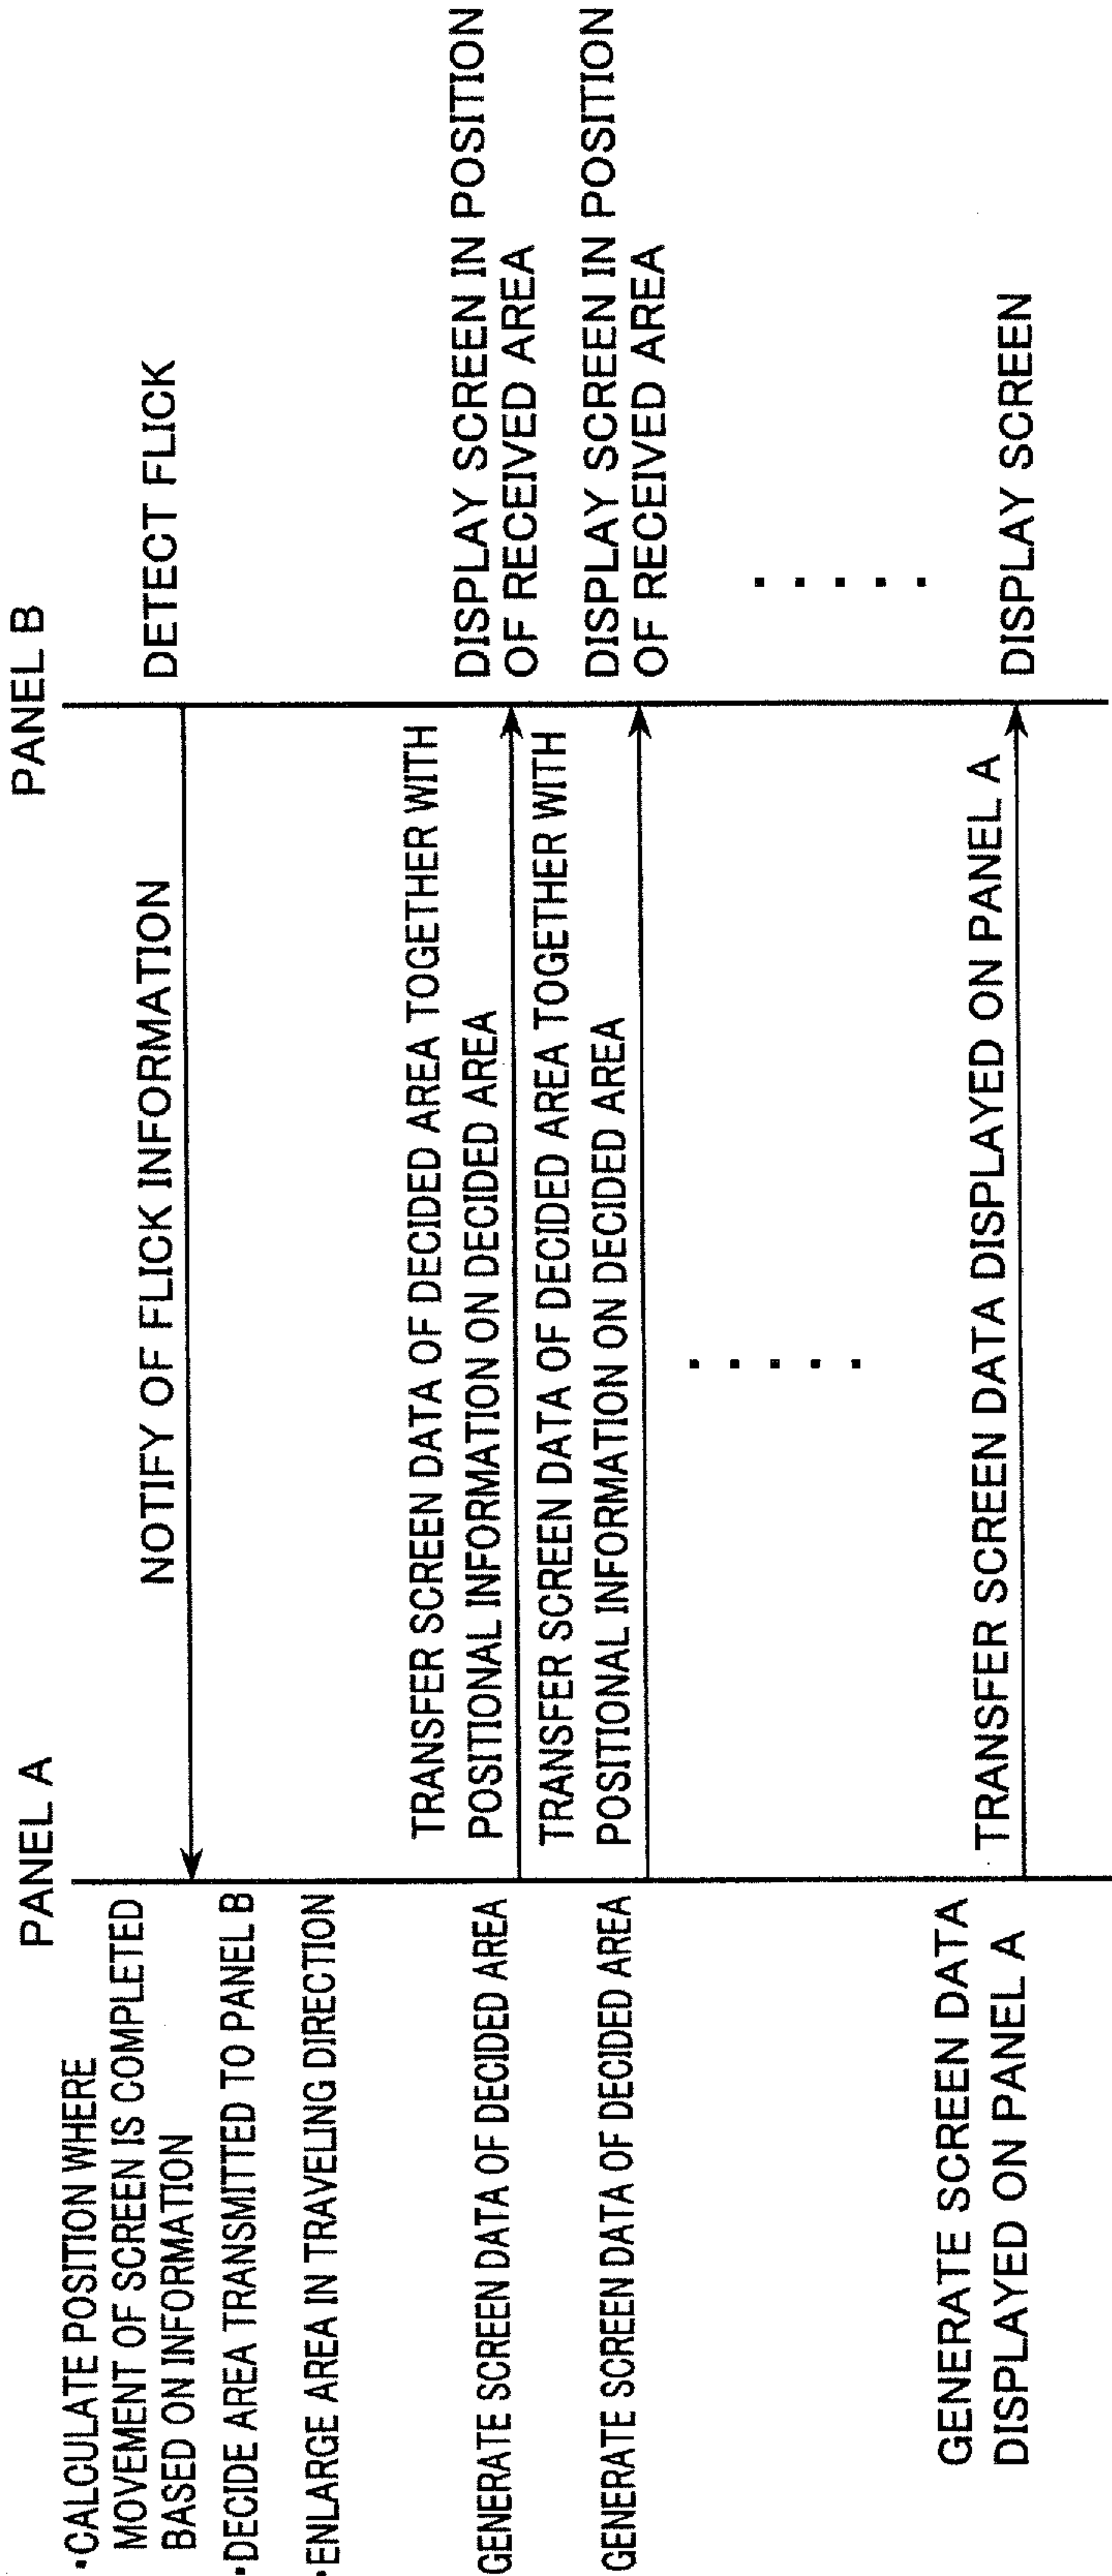 PANEL A
PANEL B
DETECT FLICK
NOTIFY OF FLICK INFORMATION
·CALCULATE POSITION WHERE
MOVEMENT OF SCREEN IS COMPLETED
BASED ON INFORMATION
·DECIDE AREA TRANSMITTED TO PANEL B
·ENLARGE AREA IN TRAVELING DIRECTION
GENERATE SCREEN DATA OF DECIDED AREA
TRANSFER SCREEN DATA OF DECIDED AREA TOGETHER WITH
POSITIONAL INFORMATION ON DECIDED AREA
DISPLAY SCREEN IN POSITION
OF RECEIVED AREA
GENERATE SCREEN DATA OF DECIDED AREA
TRANSFER SCREEN DATA OF DECIDED AREA TOGETHER WITH
POSITIONAL INFORMATION ON DECIDED AREA
DISPLAY SCREEN IN POSITION
OF RECEIVED AREA
GENERATE SCREEN DATA
DISPLAYED ON PANEL A
TRANSFER SCREEN DATA DISPLAYED ON PANEL A
DISPLAY SCREEN